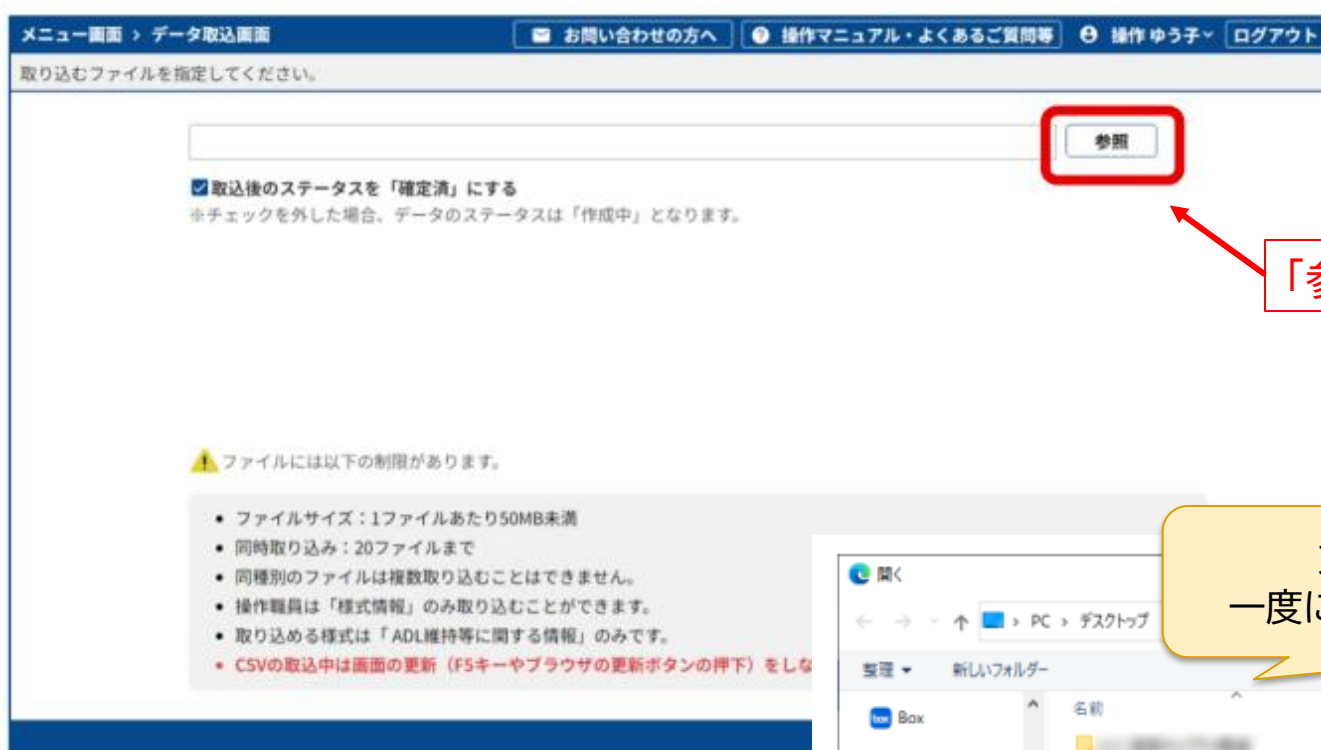 メニュー画面 › データ取込画面
お問い合わせの方へ
操作マニュアル・よくあるご質問等
操作 ゆう子
ログアウト
取り込むファイルを指定してください。
参照
取込後のステータスを「確定済」にする
※チェックを外した場合、データのステータスは「作成中」となります。
「参
ファイルには以下の制限があります。
• ファイルサイズ：1ファイルあたり50MB未満
• 同時取り込み：20ファイルまで
• 同種別のファイルは複数取り込むことはできません。
• 操作職員は「様式情報」のみ取り込むことができます。
• 取り込める様式は「ADL維持等に関する情報」のみです。
• CSVの取込中は画面の更新（F5キーやブラウザの更新ボタンの押下）をしな
一度に
開く
PC › デスクトップ
整理
新しいフォルダー
box Box
名前